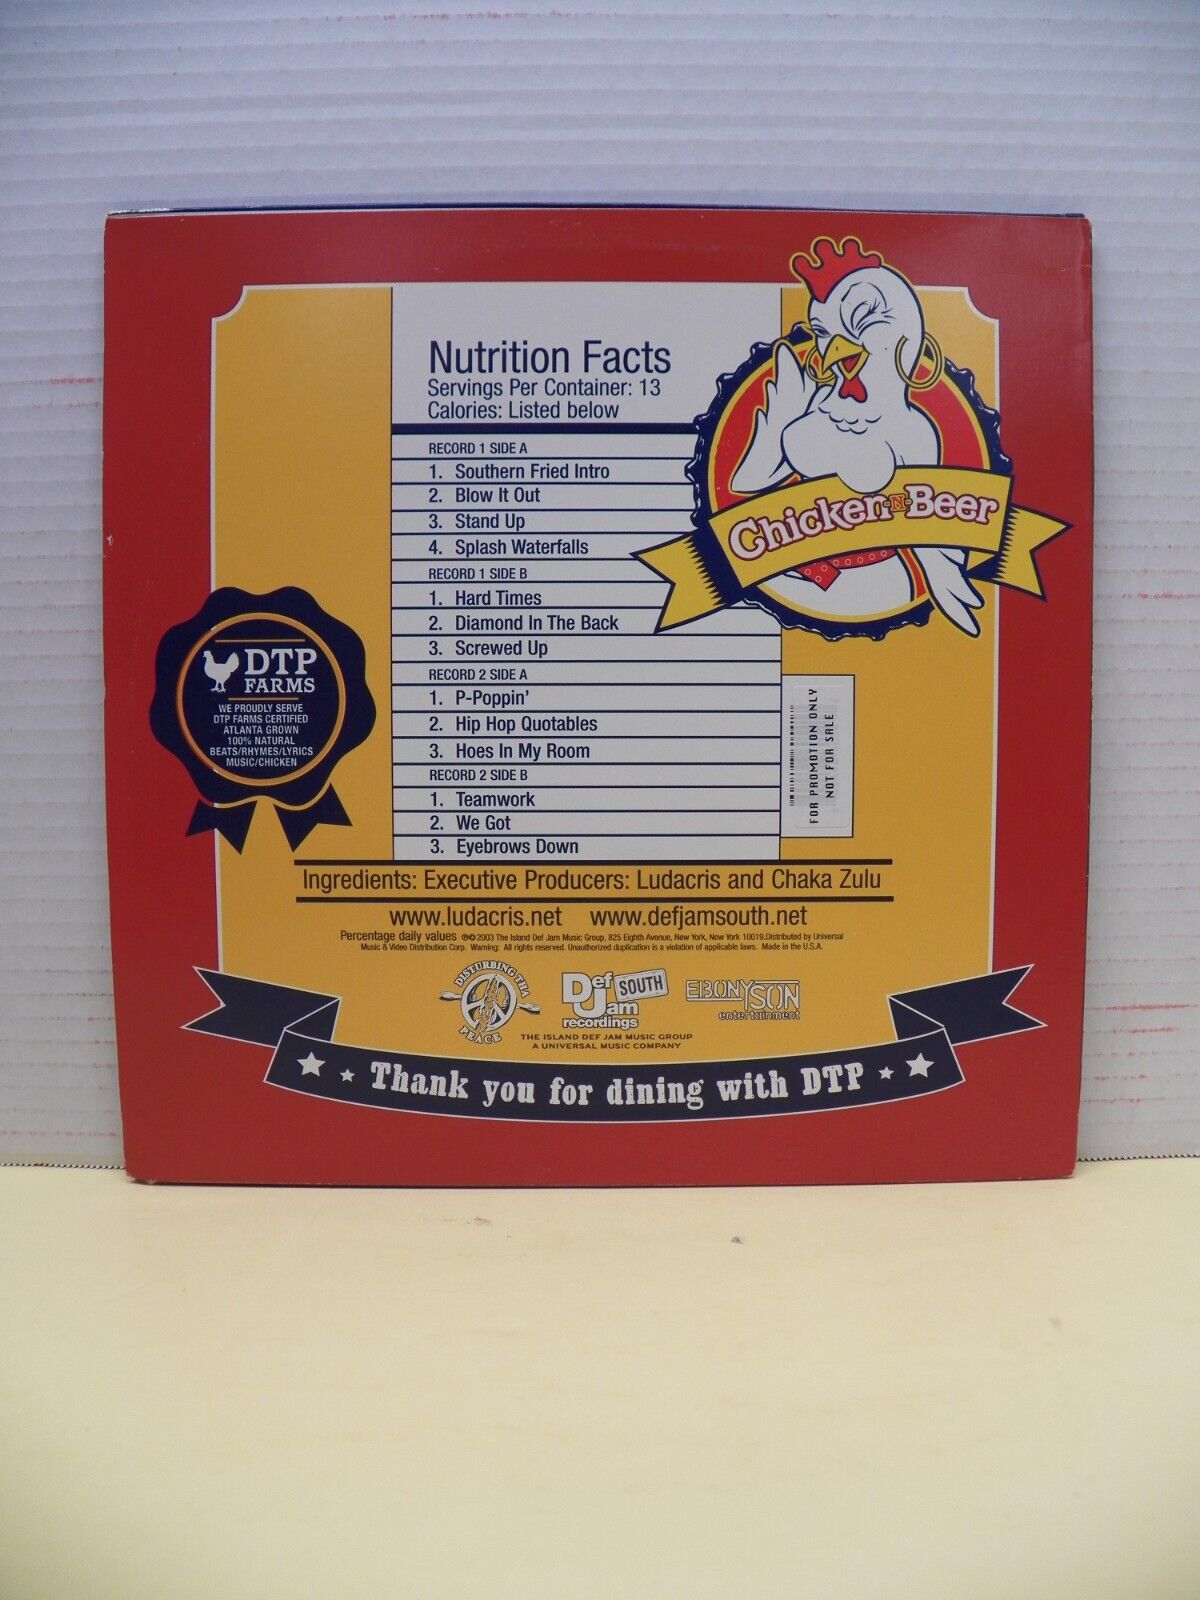 Nutrition Facts
Servings Per Container: 13
Calories: Listed below
RECORD 1 SIDE A
1. Southern Fried Intro
2. Blow It Out
3. Stand Up
4. Splash Waterfalls
RECORD 1 SIDE B
1. Hard Times
2. Diamond In The Back
3. Screwed Up
RECORD 2 SIDE A
1. P-Poppin'
2. Hip Hop Quotables
3. Hoes In My Room
RECORD 2 SIDE B
1. Teamwork
2. We Got
3. Eyebrows Down
Chicken-N-Beer
DTP
FARMS
WE PROUDLY SERVE
DTP FARMS CERTIFIED
ATLANTA GROWN
100% NATURAL
BEATS/RHYMES/LYRICS
MUSIC/CHICKEN
FOR PROMOTION ONLY
NOT FOR SALE
Ingredients: Executive Producers: Ludacris and Chaka Zulu
www.ludacris.net www.defjamsouth.net
Percentage daily values ℗© 2003 The Island Def Jam Music Group, 825 Eighth Avenue, New York, New York 10019. Distributed by Universal
Music & Video Distribution Corp. Warning: All rights reserved. Unauthorized duplication is a violation of applicable laws. Made in the U.S.A.
DISTURBING THA
PEACE
Def
Jam
SOUTH
recordings
EBONY SON
entertainment
THE ISLAND DEF JAM MUSIC GROUP
A UNIVERSAL MUSIC COMPANY
Thank you for dining with DTP